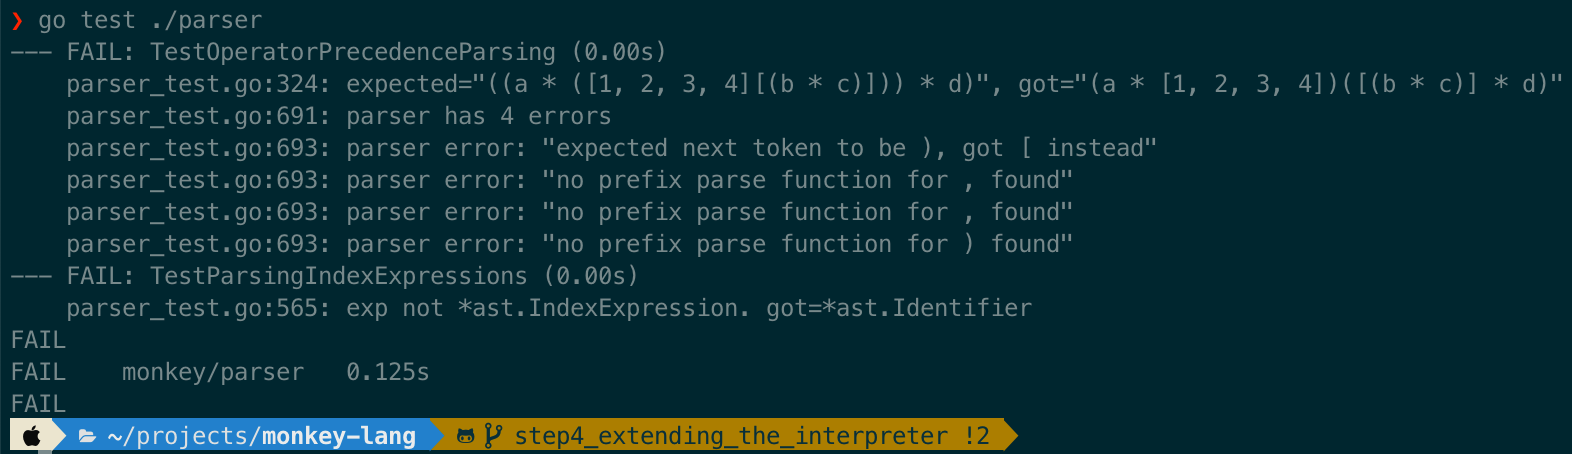 ❯ go test ./parser
--- FAIL: TestOperatorPrecedenceParsing (0.00s)
    parser_test.go:324: expected="((a * ([1, 2, 3, 4][(b * c)])) * d)", got="(a * [1, 2, 3, 4])([(b * c)] * d)"
    parser_test.go:691: parser has 4 errors
    parser_test.go:693: parser error: "expected next token to be ), got [ instead"
    parser_test.go:693: parser error: "no prefix parse function for , found"
    parser_test.go:693: parser error: "no prefix parse function for , found"
    parser_test.go:693: parser error: "no prefix parse function for ) found"
--- FAIL: TestParsingIndexExpressions (0.00s)
    parser_test.go:565: exp not *ast.IndexExpression. got=*ast.Identifier
FAIL
FAIL    monkey/parser   0.125s
FAIL
~/projects/monkey-lang step4_extending_the_interpreter !2